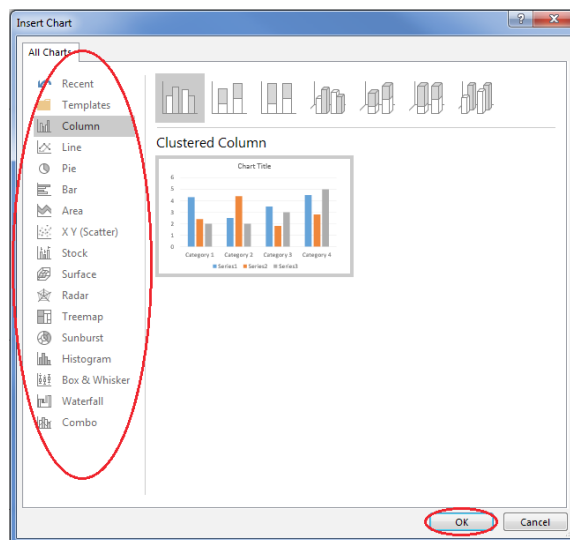 Insert Chart
?
X
All Charts
Recent
Templates
Column
Line
Pie
Bar
Area
X Y (Scatter)
Stock
Surface
Radar
Treemap
Sunburst
Histogram
Box & Whisker
Waterfall
Combo
Clustered Column
Chart Title
6
5
4
3
2
1
0
Category 1 Category 2 Category 3 Category 4
Series1 Series2 Series3
OK Cancel